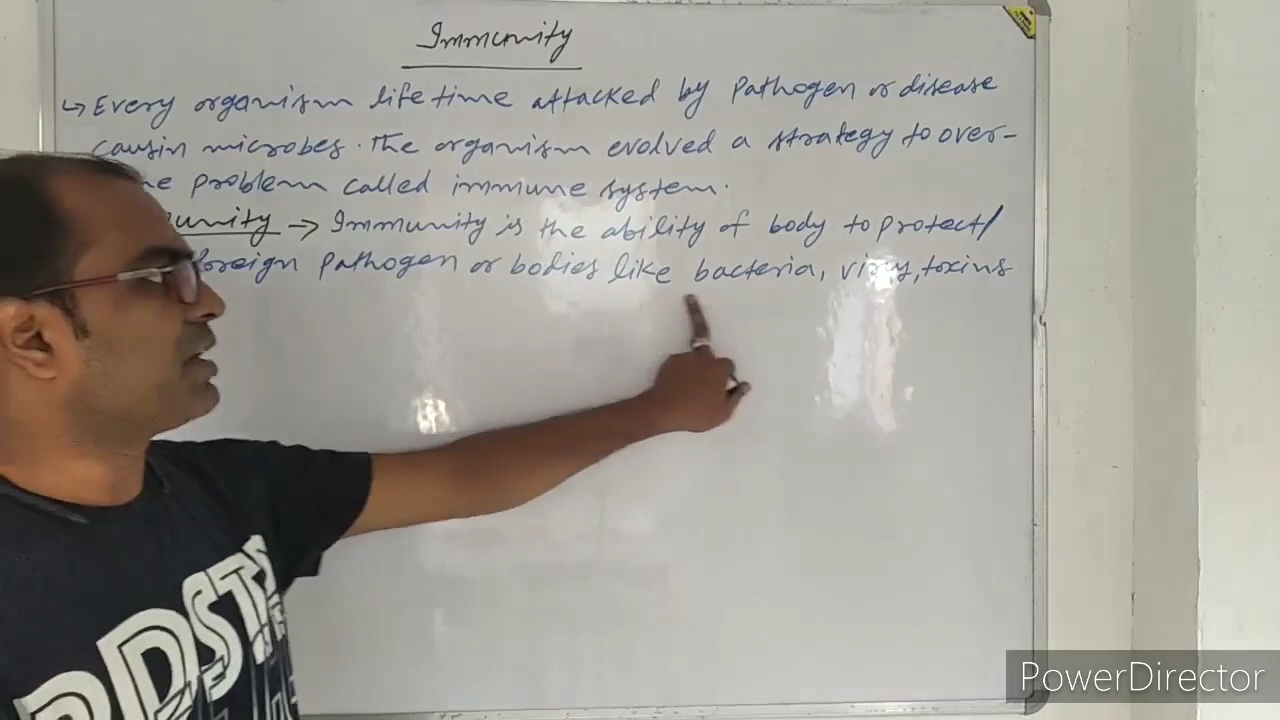 Immunity
↳ Every organism life time attacked by pathogen or disease
causin microbes. The organism evolved a strategy to over-
problem called immune system.
→ Immunity is the ability of body to protect/
foreign pathogen or bodies like bacteria, virus, toxins
PowerDirector